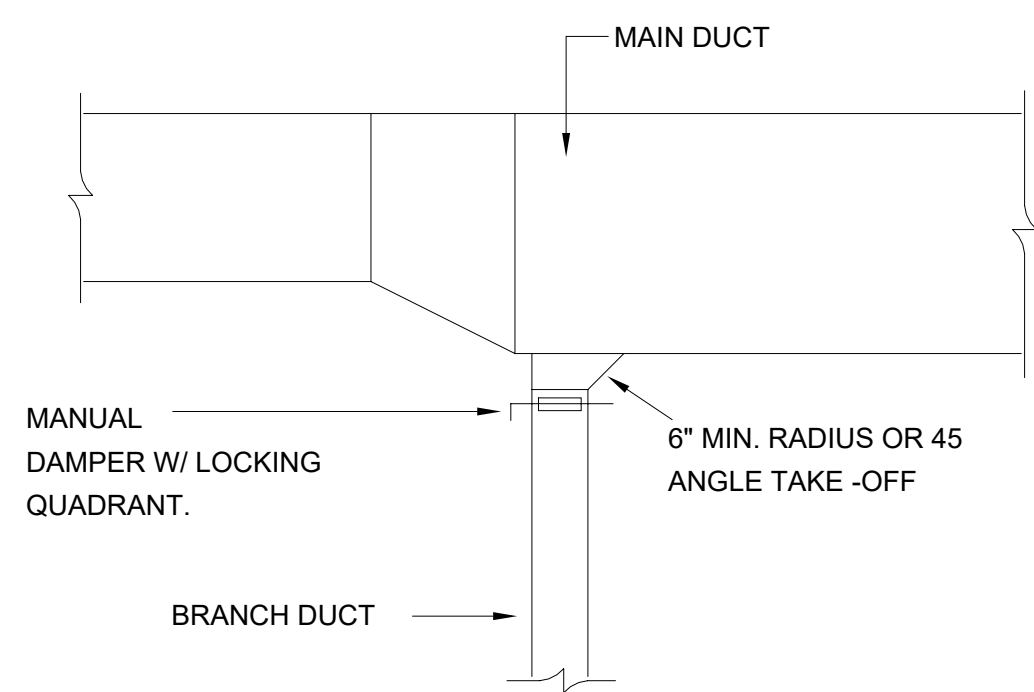 MAIN DUCT
MANUAL
DAMPER W/ LOCKING
QUADRANT.
6" MIN. RADIUS OR 45
ANGLE TAKE -OFF
BRANCH DUCT